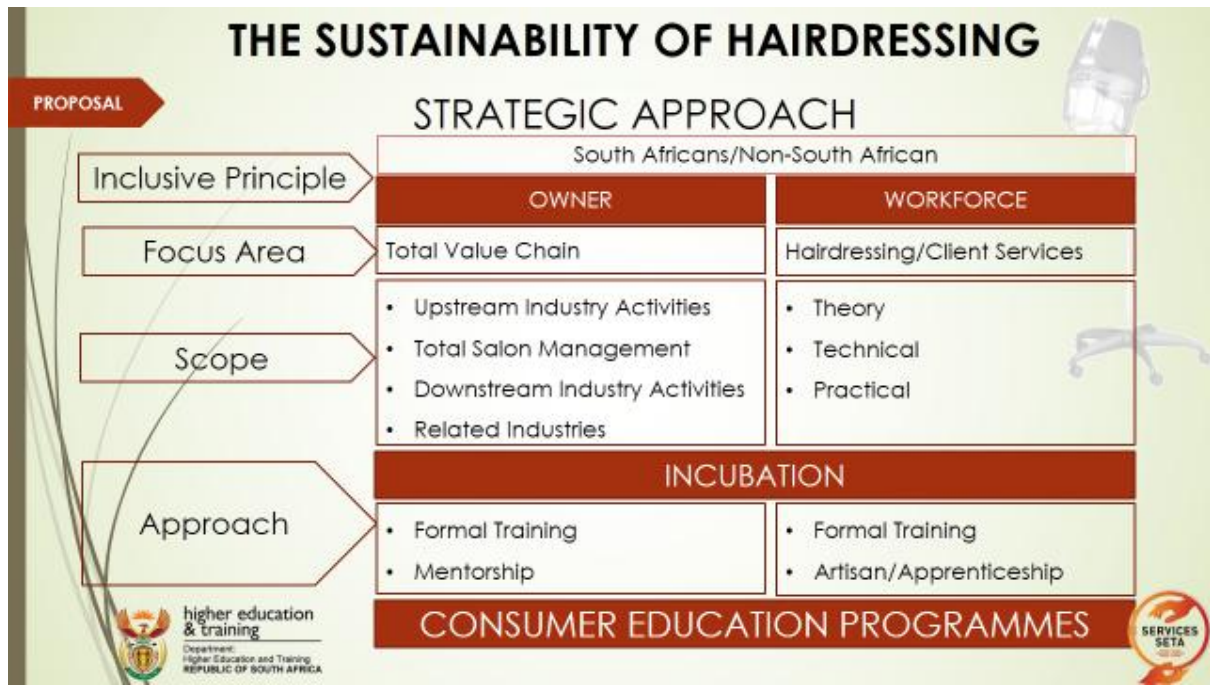 THE SUSTAINABILITY OF HAIRDRESSING
PROPOSAL
STRATEGIC APPROACH
Inclusive Principle
South Africans/Non-South African
OWNER
WORKFORCE
Focus Area
Total Value Chain
Hairdressing/Client Services
Scope
• Upstream Industry Activities
• Total Salon Management
• Downstream Industry Activities
• Related Industries
• Theory
• Technical
• Practical
Approach
INCUBATION
• Formal Training
• Mentorship
• Formal Training
• Artisan/Apprenticeship
CONSUMER EDUCATION PROGRAMMES
higher education
& training
Department:
Higher Education and Training
REPUBLIC OF SOUTH AFRICA
SERVICES
SETA